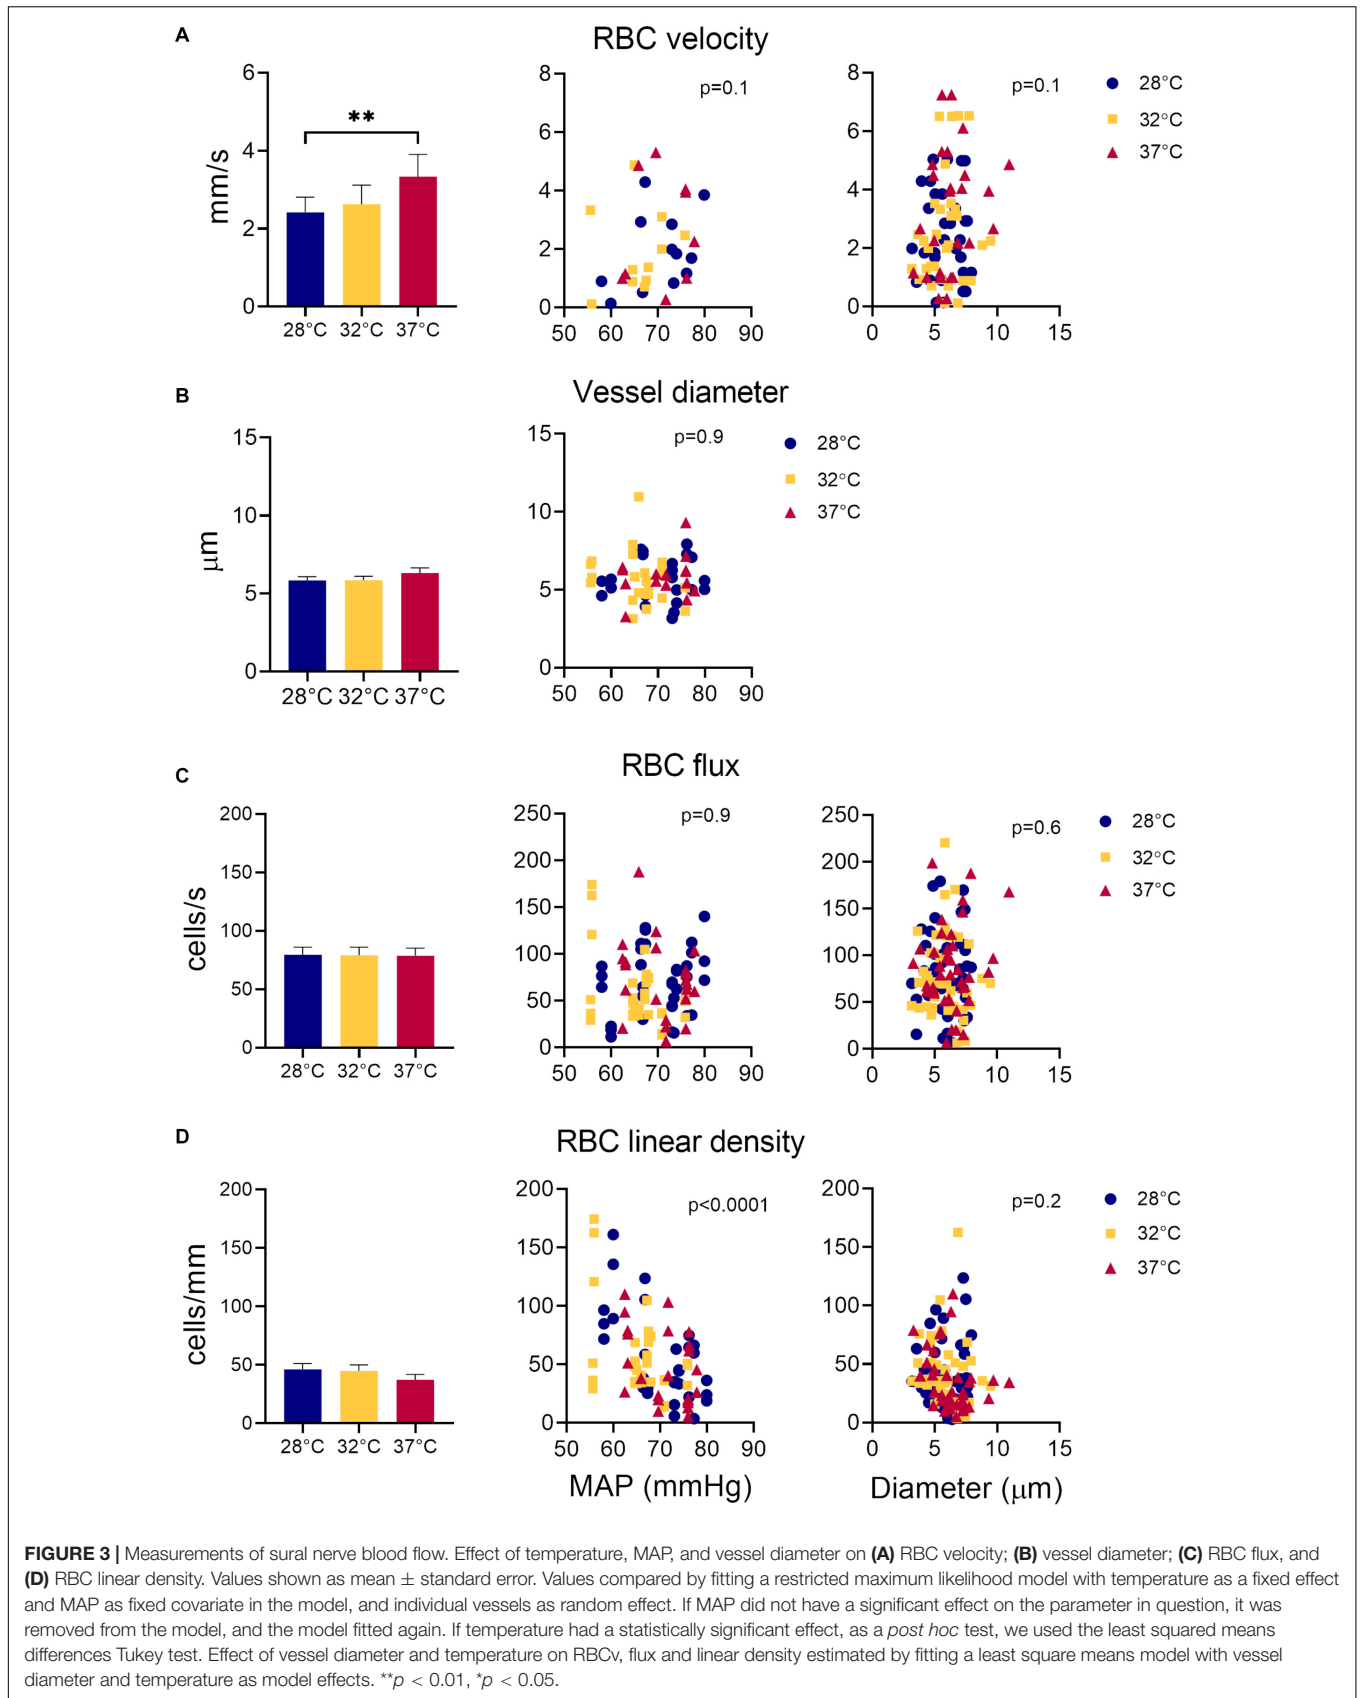 A
RBC velocity
6
4
2
0
mm/s
**
28°C 32°C 37°C
8
6
4
2
0
p=0.1
50 60 70 80 90
8
6
4
2
0
p=0.1
0 5 10 15
28°C
32°C
37°C
B
Vessel diameter
15
10
5
0
μm
28°C 32°C 37°C
15
10
5
0
p=0.9
50 60 70 80 90
28°C
32°C
37°C
C
RBC flux
200
150
100
50
0
cells/s
28°C 32°C 37°C
250
200
150
100
50
0
p=0.9
50 60 70 80 90
250
200
150
100
50
0
p=0.6
0 5 10 15
28°C
32°C
37°C
D
RBC linear density
200
150
100
50
0
cells/mm
28°C 32°C 37°C
200
150
100
50
0
p<0.0001
50 60 70 80 90
MAP (mmHg)
200
150
100
50
0
p=0.2
0 5 10 15
Diameter (μm)
28°C
32°C
37°C
FIGURE 3 | Measurements of sural nerve blood flow. Effect of temperature, MAP, and vessel diameter on (A) RBC velocity; (B) vessel diameter; (C) RBC flux, and
(D) RBC linear density. Values shown as mean ± standard error. Values compared by fitting a restricted maximum likelihood model with temperature as a fixed effect
and MAP as fixed covariate in the model, and individual vessels as random effect. If MAP did not have a significant effect on the parameter in question, it was
removed from the model, and the model fitted again. If temperature had a statistically significant effect, as a post hoc test, we used the least squared means
differences Tukey test. Effect of vessel diameter and temperature on RBCv, flux and linear density estimated by fitting a least square means model with vessel
diameter and temperature as model effects. **p < 0.01, *p < 0.05.